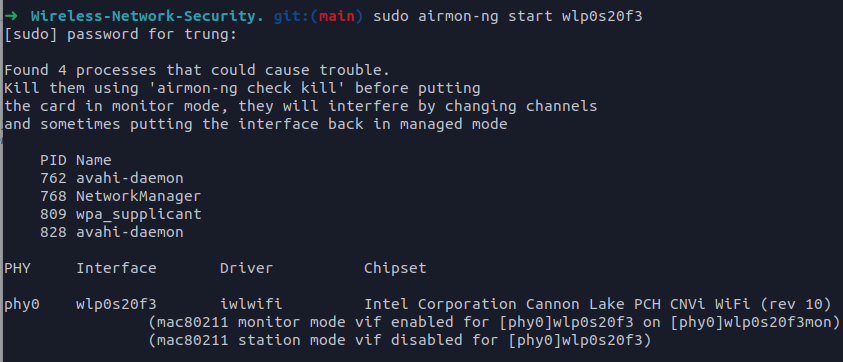 ➜ Wireless-Network-Security. git:(main) sudo airmon-ng start wlp0s20f3
[sudo] password for trung:
Found 4 processes that could cause trouble.
Kill them using 'airmon-ng check kill' before putting
the card in monitor mode, they will interfere by changing channels
and sometimes putting the interface back in managed mode
PID Name
762 avahi-daemon
768 NetworkManager
809 wpa_supplicant
828 avahi-daemon
PHY Interface Driver Chipset
phy0 wlp0s20f3 iwlwifi Intel Corporation Cannon Lake PCH CNVi WiFi (rev 10)
(mac80211 monitor mode vif enabled for [phy0]wlp0s20f3 on [phy0]wlp0s20f3mon)
(mac80211 station mode vif disabled for [phy0]wlp0s20f3)